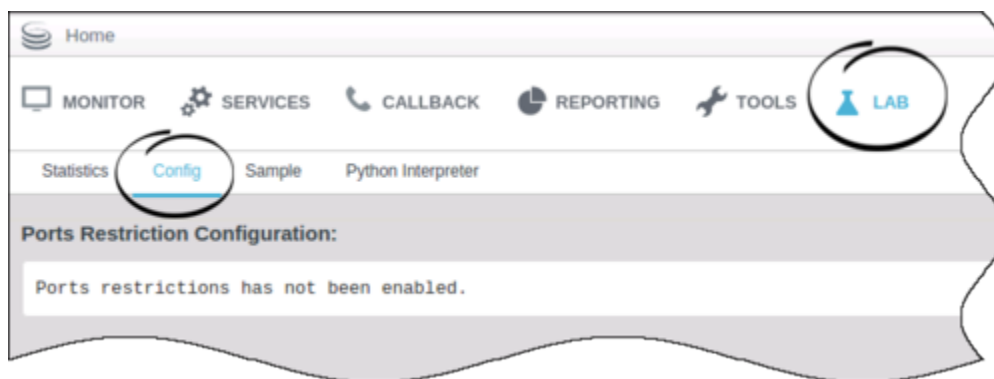 Home
MONITOR SERVICES CALLBACK REPORTING TOOLS LAB
Statistics Config Sample Python Interpreter
Ports Restriction Configuration:
Ports restrictions has not been enabled.